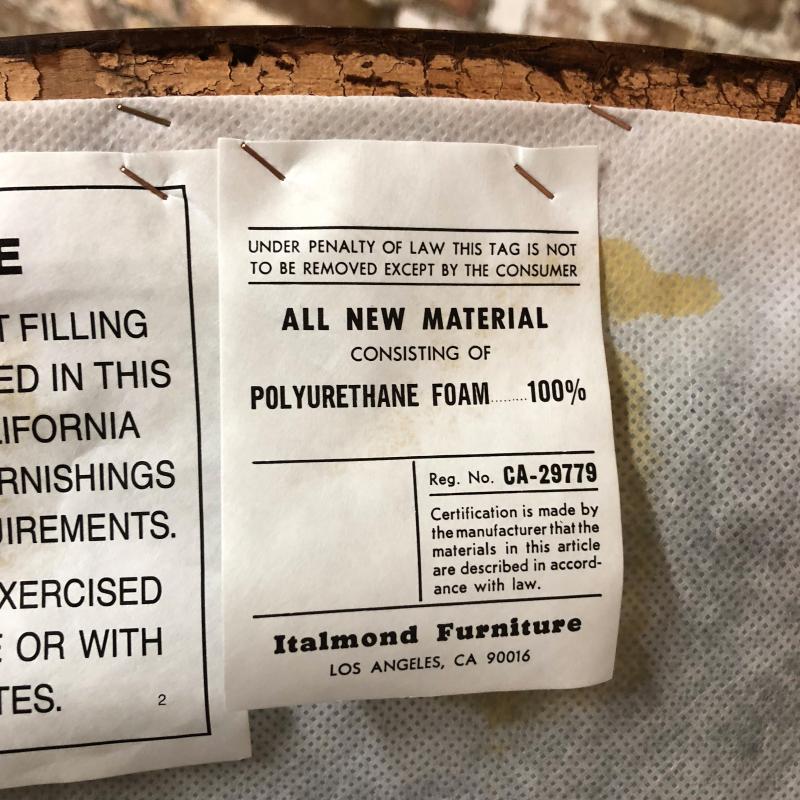 E
T FILLING
ED IN THIS
LIFORNIA
RNISHINGS
UIREMENTS.
XERCISED
E OR WITH
TES.
2
UNDER PENALTY OF LAW THIS TAG IS NOT
TO BE REMOVED EXCEPT BY THE CONSUMER
ALL NEW MATERIAL
CONSISTING OF
POLYURETHANE FOAM.........100%
Reg. No. CA-29779
Certification is made by
the manufacturer that the
materials in this article
are described in accord-
ance with law.
Italmond Furniture
LOS ANGELES, CA 90016